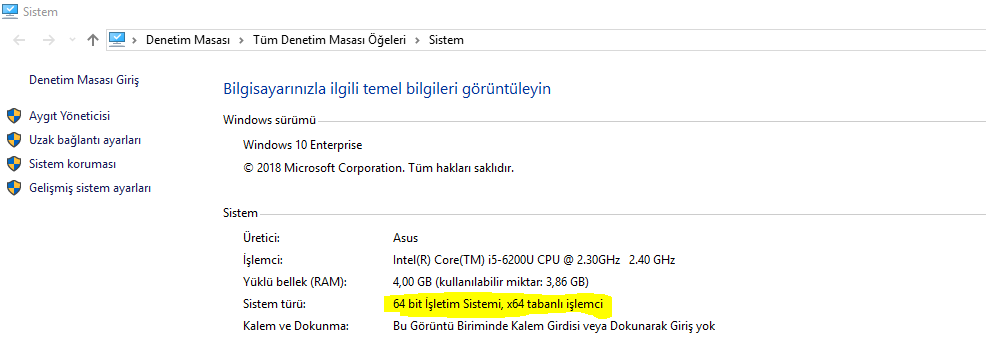 Sistem
Denetim Masası > Tüm Denetim Masası Öğeleri > Sistem
Denetim Masası Giriş
Aygıt Yöneticisi
Uzak bağlantı ayarları
Sistem koruması
Gelişmiş sistem ayarları
Bilgisayarınızla ilgili temel bilgileri görüntüleyin
Windows sürümü
Windows 10 Enterprise
© 2018 Microsoft Corporation. Tüm hakları saklıdır.
Sistem
Üretici: Asus
İşlemci: Intel(R) Core(TM) i5-6200U CPU @ 2.30GHz 2.40 GHz
Yüklü bellek (RAM): 4,00 GB (kullanılabilir miktar: 3,86 GB)
Sistem türü: 64 bit İşletim Sistemi, x64 tabanlı işlemci
Kalem ve Dokunma: Bu Görüntü Biriminde Kalem Girdisi veya Dokunarak Giriş yok